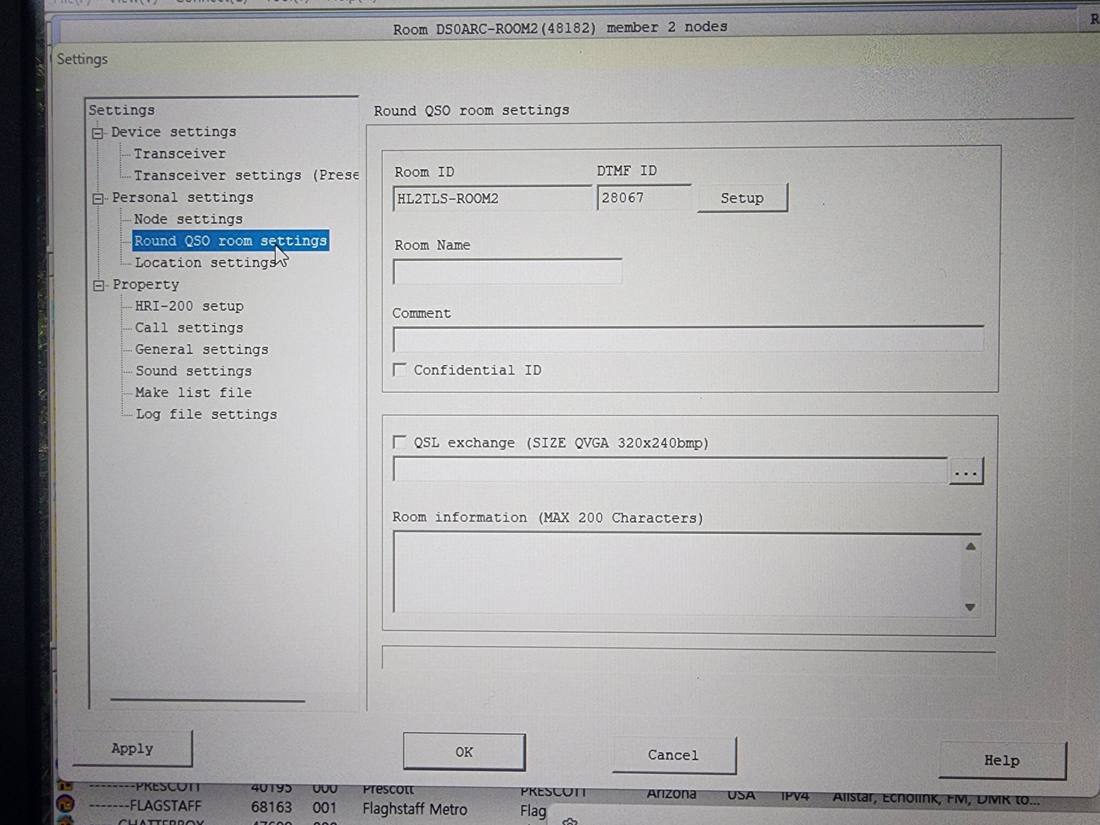 Room DS0ARC-ROOM2(48182) member 2 nodes
R
Settings
Settings
Device settings
Transceiver
Transceiver settings (Prese
Personal settings
Node settings
Round QSO room settings
Location settings
Property
HRI-200 setup
Call settings
General settings
Sound settings
Make list file
Log file settings
Round QSO room settings
Room ID DTMF ID
HL2TLS-ROOM2 28067 Setup
Room Name
Comment
Confidential ID
QSL exchange (SIZE QVGA 320x240bmp)
...
Room information (MAX 200 Characters)
Apply OK Cancel Help
--------PRESCOTT 40195 000 Prescott PRESCOTT Arizona USA IPV4 Allstar, Echolink, FM, DMR to...
-------FLAGSTAFF 68163 001 Flaghstaff Metro Flag